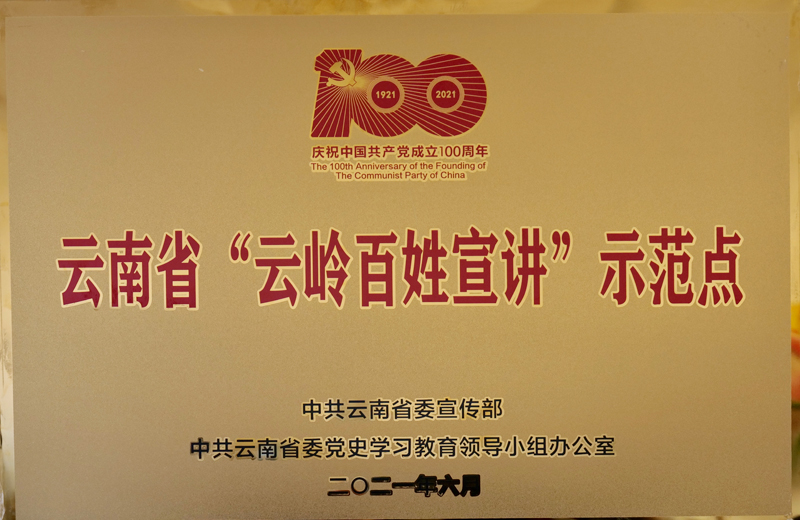 100
1921 2021
庆祝中国共产党成立100周年
The 100th Anniversary of the Founding of
The Communist Party of China
云南省“云岭百姓宣讲”示范点
中共云南省委宣传部
中共云南省委党史学习教育领导小组办公室
二〇二一年六月